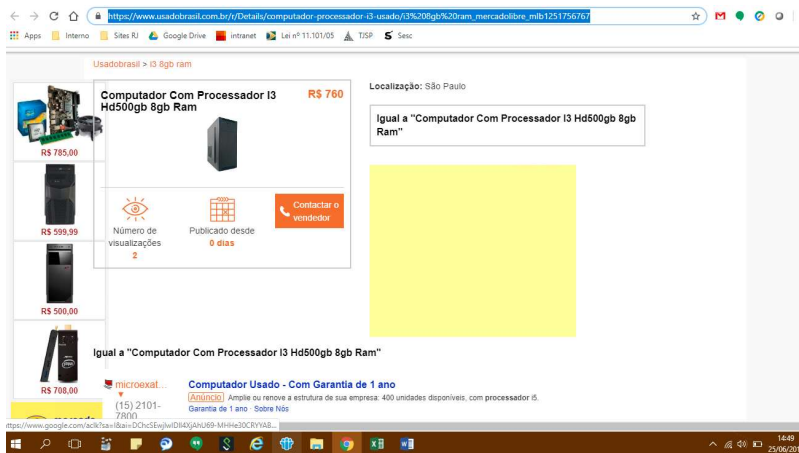 https://www.usadobrasil.com.br/r/Details/computador-processador-i3-usado/i3%208gb%20ram_mercadolibre_mlb1251756767
Apps Interno Sites RJ Google Drive intranet Lei nº 11.101/05 TJSP Sesc
Usadobrasil > i3 8gb ram
Computador Com Processador I3
Hd500gb 8gb Ram
R$ 760
Número de
visualizações
2
Publicado desde
0 dias
Contactar o
vendedor
Localização: São Paulo
Igual a "Computador Com Processador I3 Hd500gb 8gb
Ram"
R$ 785,00
R$ 599,99
R$ 500,00
R$ 708,00
Igual a "Computador Com Processador I3 Hd500gb 8gb Ram"
microexat...
(15) 2101-
7800
Computador Usado - Com Garantia de 1 ano
Anúncio Amplie ou renove a estrutura de sua empresa: 400 unidades disponíveis, com processador i5.
Garantia de 1 ano · Sobre Nós
14:49